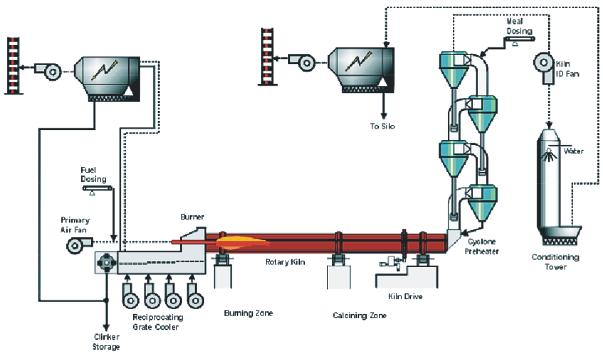 Meal
Dosing
Kiln
ID Fan
To Silo
Water
Fuel
Dosing
Primary
Air Fan
Burner
Rotary Kiln
Cyclone
Preheater
Conditioning
Tower
Kiln Drive
Reciprocating
Grate Cooler
Burning Zone
Calcining Zone
Clinker
Storage